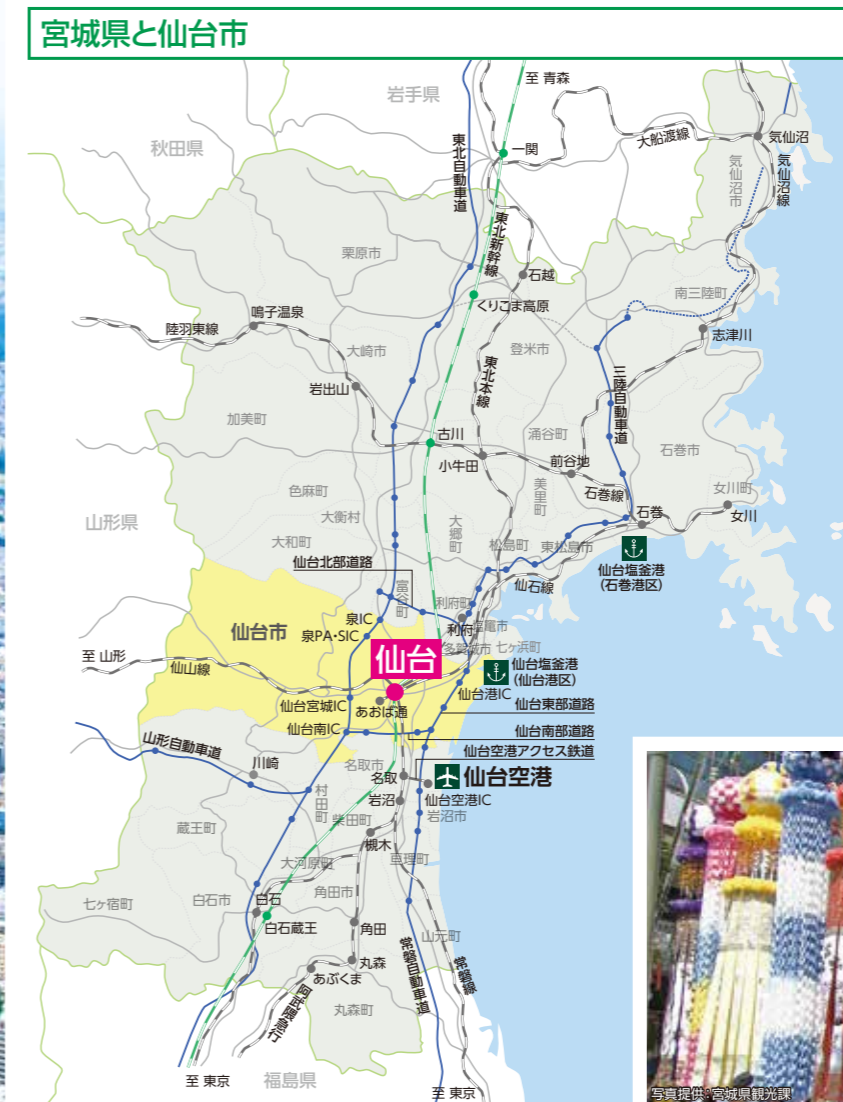 宮城県と仙台市
至 青森
岩手県
秋田県
一関
大船渡線
気仙沼
気仙沼市
気仙沼線
東北自動車道
東北新幹線
栗原市
石越
南三陸町
くりこま高原
鳴子温泉
陸羽東線
志津川
登米市
大崎市
東北本線
岩出山
三陸自動車道
加美町
古川
涌谷町
小牛田
前谷地
石巻市
石巻線
美里町
色麻町
女川町
大衡村
石巻
女川
山形県
大郷町
大和町
松島町
東松島市
仙台北部道路
仙石線
仙台塩釜港
(石巻港区)
富谷町
利府町
泉IC
仙台市
泉PA・SIC
利府
塩竈市
多賀城市
七ヶ浜町
至 山形
仙台
仙山線
仙台塩釜港
(仙台港区)
仙台港IC
仙台宮城IC
あおば通
仙台東部道路
仙台南IC
仙台南部道路
山形自動車道
仙台空港アクセス鉄道
川崎
名取市
名取
仙台空港
村田町
岩沼
仙台空港IC
岩沼市
蔵王町
柴田町
槻木
大河原町
亘理町
七ヶ宿町
白石市
白石
角田市
白石蔵王
角田
山元町
丸森
あぶくま
常磐自動車道
常磐線
阿武隈急行
丸森町
至 東京
福島県
至 東京
写真提供:宮城県観光課